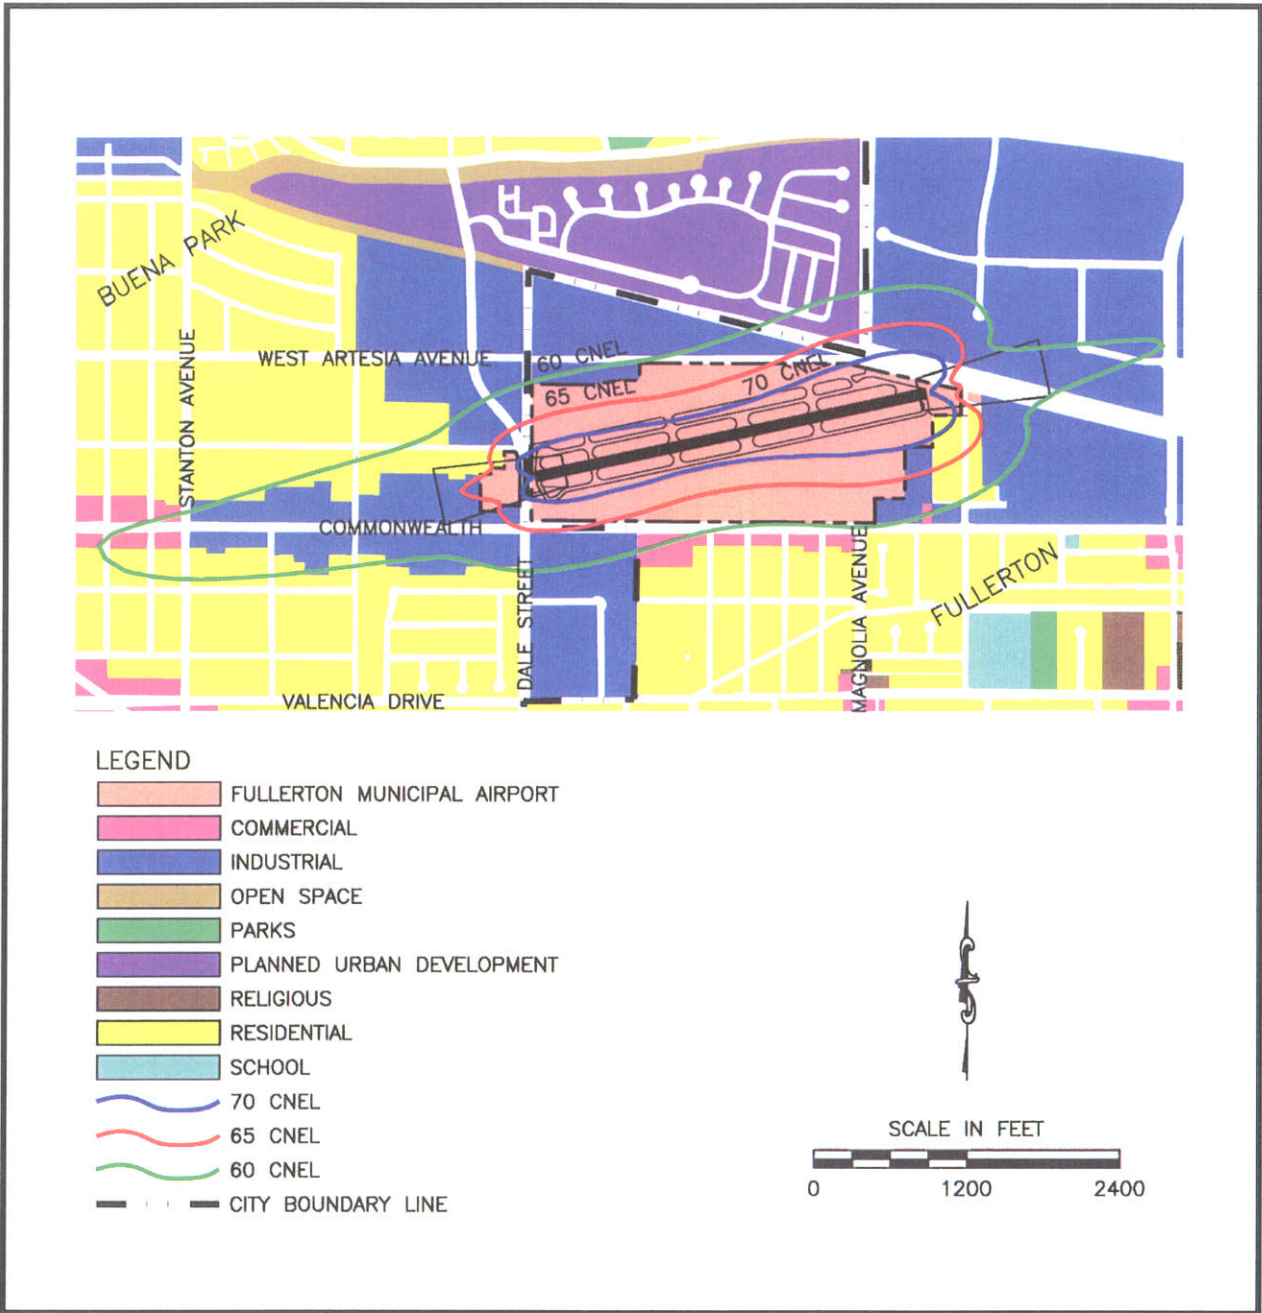 BUENA PARK
STANTON AVENUE
WEST ARTESIA AVENUE
60 CNEL
65 CNEL
70 CNEL
COMMONWEALTH
DALE STREET
MAGNOLIA AVENUE
FULLERTON
VALENCIA DRIVE
LEGEND
FULLERTON MUNICIPAL AIRPORT
COMMERCIAL
INDUSTRIAL
OPEN SPACE
PARKS
PLANNED URBAN DEVELOPMENT
RELIGIOUS
RESIDENTIAL
SCHOOL
70 CNEL
65 CNEL
60 CNEL
CITY BOUNDARY LINE
SCALE IN FEET
0 1200 2400